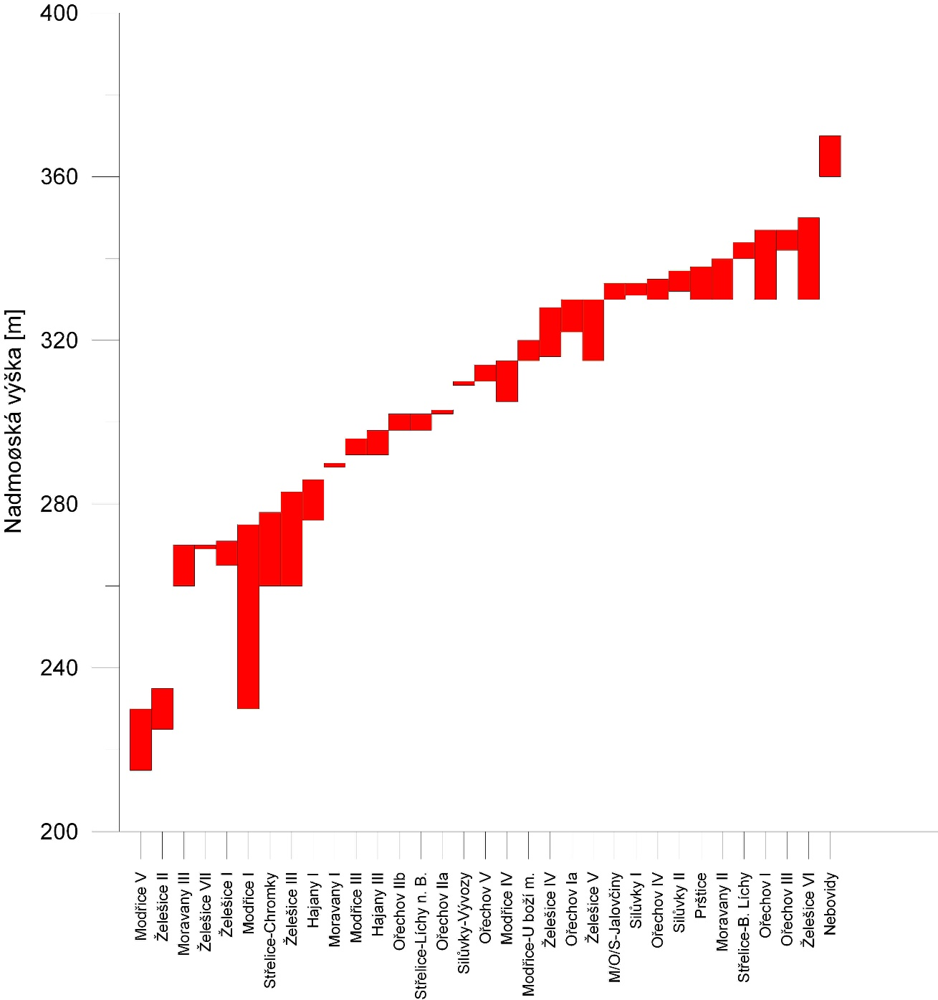 400
360
320
280
240
200
Nadmoøská výška [m]
Modřice V
Želešice II
Moravany III
Želešice VII
Želešice I
Modřice I
Střelice-Chromky
Želešice III
Hajany I
Moravany I
Modřice III
Hajany III
Ořechov IIb
Střelice-Líchy n. B.
Ořechov IIa
Silůvky-Vývozy
Ořechov V
Modřice IV
Modřice-U boží m.
Želešice IV
Ořechov Ia
Želešice V
M/O/S-Jalovčiny
Silůvky I
Ořechov IV
Silůvky II
Prštice
Moravany II
Střelice-B. Líchy
Ořechov I
Ořechov III
Želešice VI
Nebovidy